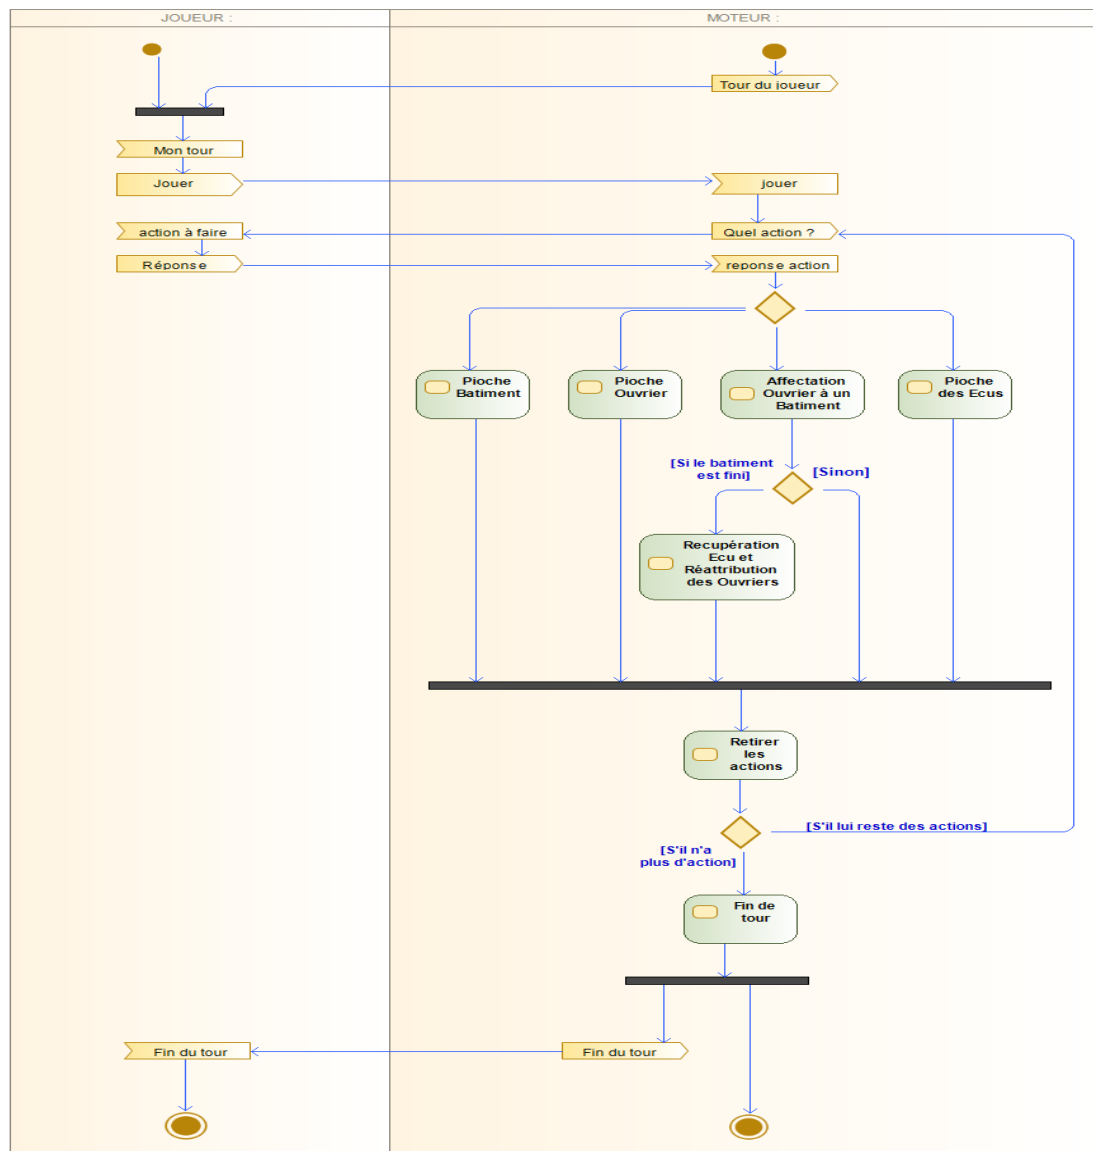 JOUEUR :
MOTEUR :
Tour du joueur
Mon tour
Jouer
jouer
action à faire
Quel action ?
Réponse
reponse action
Pioche
Batiment
Pioche
Ouvrier
Affectation
Ouvrier à un
Batiment
Pioche
des Ecus
[Si le batiment
est fini]
[Sinon]
Recupération
Ecu et
Réattribution
des Ouvriers
Retirer
les
actions
[S'il lui reste des actions]
[S'il n'a
plus d'action]
Fin de
tour
Fin du tour
Fin du tour